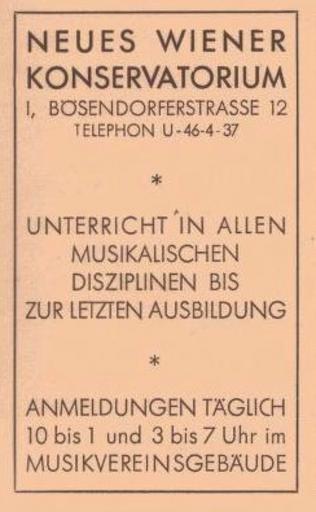 NEUES WIENER
KONSERVATORIUM
I, BÖSENDORFERSTRASSE 12
TELEPHON U-46-4-37
*
UNTERRICHT IN ALLEN
MUSIKALISCHEN
DISZIPLINEN BIS
ZUR LETZTEN AUSBILDUNG
*
ANMELDUNGEN TÄGLICH
10 bis 1 und 3 bis 7 Uhr im
MUSIKVEREINSGEBÄUDE